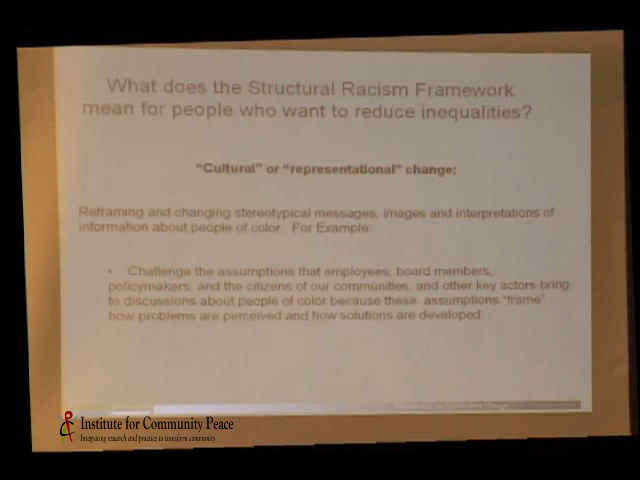 What does the Structural Racism Framework
mean for people who want to reduce inequalities?
“Cultural” or “representational” change:
Reframing and changing stereotypical messages, images and interpretations of
information about people of color. For Example:
• Challenge the assumptions that employees, board members,
policymakers, and the citizens of our communities, and other key actors bring
to discussions about people of color because these assumptions “frame”
how problems are perceived and how solutions are developed.
Institute for Community Peace
Integrating research and practice to transform community